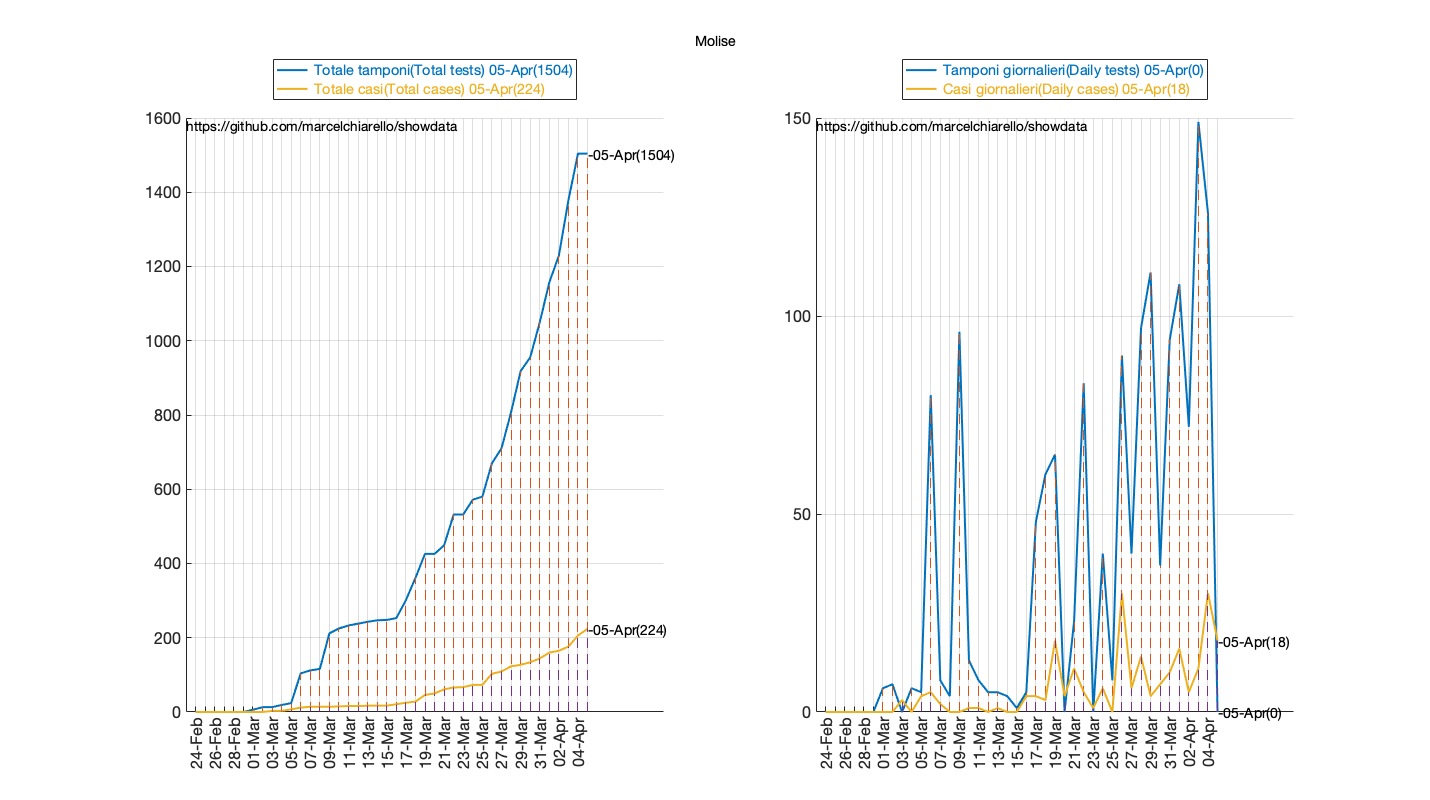 Molise
Totale tamponi(Total tests) 05-Apr(1504)
Totale casi(Total cases) 05-Apr(224)
https://github.com/marcelchiarello/showdata
1600
1400
1200
1000
800
600
400
200
0
-05-Apr(1504)
-05-Apr(224)
24-Feb
26-Feb
28-Feb
01-Mar
03-Mar
05-Mar
07-Mar
09-Mar
11-Mar
13-Mar
15-Mar
17-Mar
19-Mar
21-Mar
23-Mar
25-Mar
27-Mar
29-Mar
31-Mar
02-Apr
04-Apr
Tamponi giornalieri(Daily tests) 05-Apr(0)
Casi giornalieri(Daily cases) 05-Apr(18)
https://github.com/marcelchiarello/showdata
150
100
50
0
-05-Apr(18)
-05-Apr(0)
24-Feb
26-Feb
28-Feb
01-Mar
03-Mar
05-Mar
07-Mar
09-Mar
11-Mar
13-Mar
15-Mar
17-Mar
19-Mar
21-Mar
23-Mar
25-Mar
27-Mar
29-Mar
31-Mar
02-Apr
04-Apr